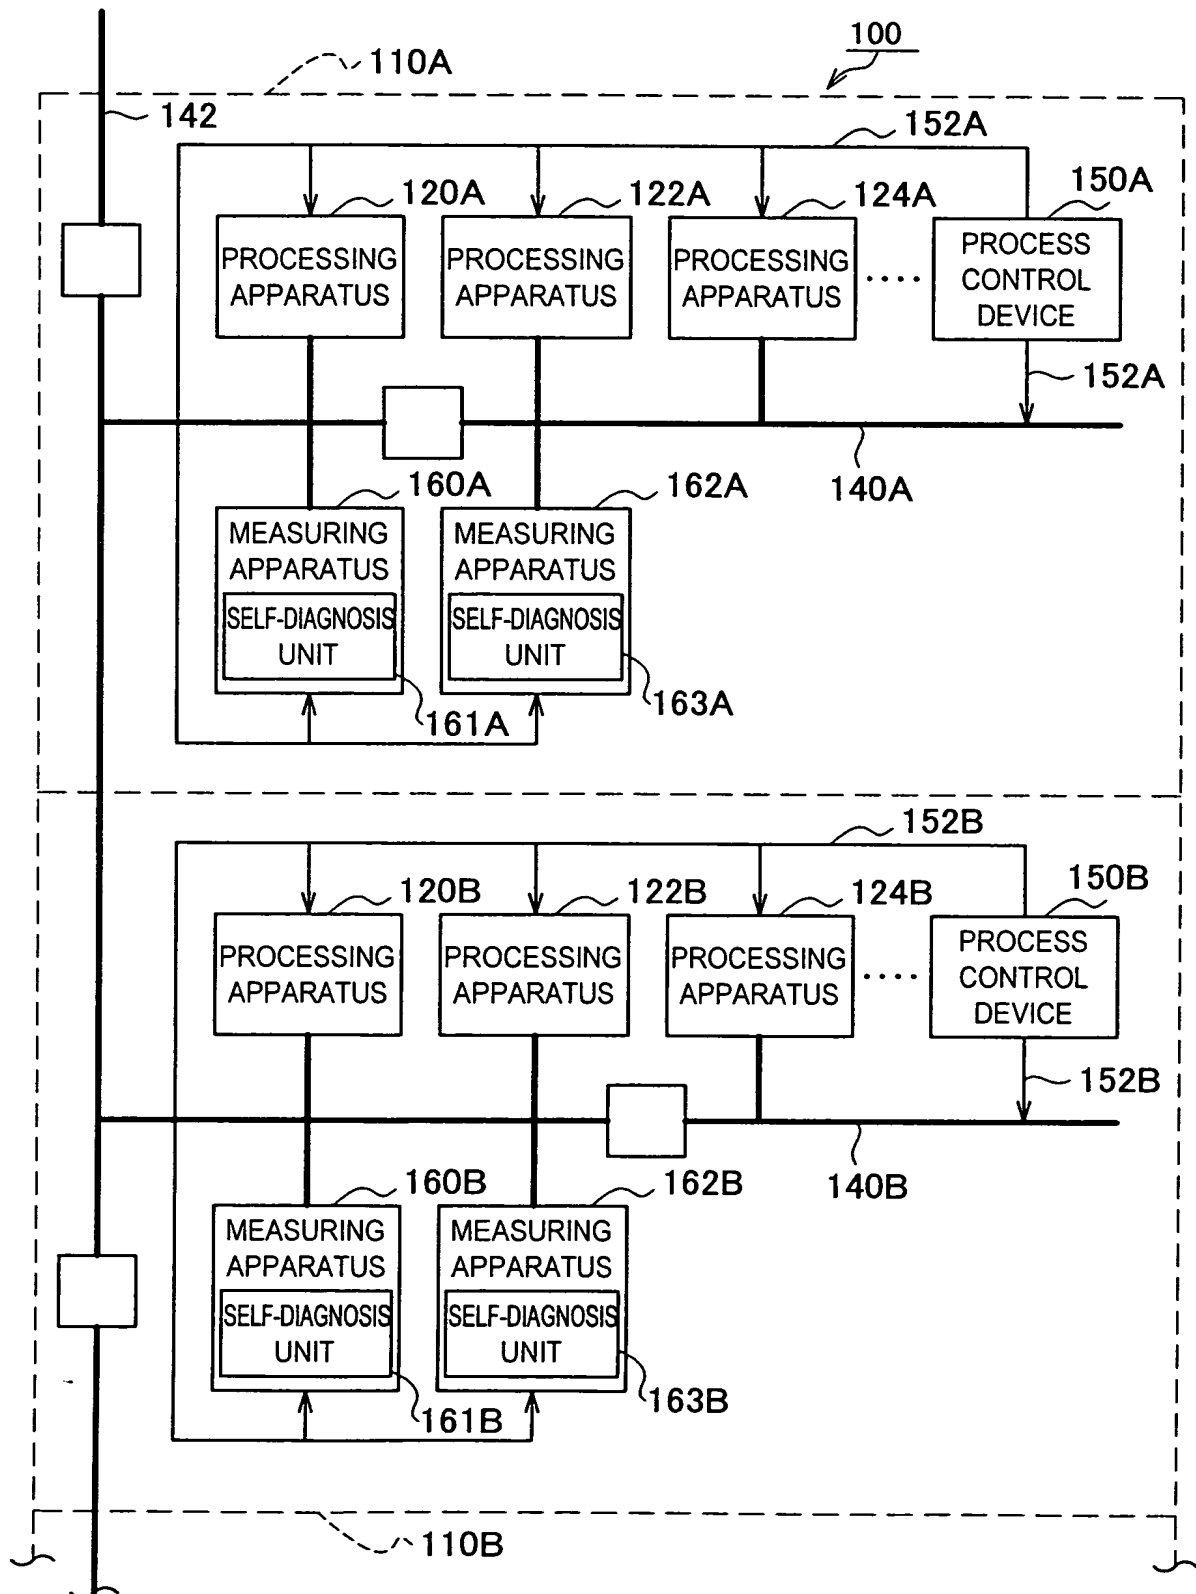 100
110A
142
152A
120A
122A
124A
150A
PROCESSING
APPARATUS
PROCESSING
APPARATUS
PROCESSING
APPARATUS
....
PROCESS
CONTROL
DEVICE
152A
140A
160A
162A
MEASURING
APPARATUS
SELF-DIAGNOSIS
UNIT
MEASURING
APPARATUS
SELF-DIAGNOSIS
UNIT
161A
163A
152B
120B
122B
124B
150B
PROCESSING
APPARATUS
PROCESSING
APPARATUS
PROCESSING
APPARATUS
....
PROCESS
CONTROL
DEVICE
152B
140B
160B
162B
MEASURING
APPARATUS
SELF-DIAGNOSIS
UNIT
MEASURING
APPARATUS
SELF-DIAGNOSIS
UNIT
161B
163B
110B